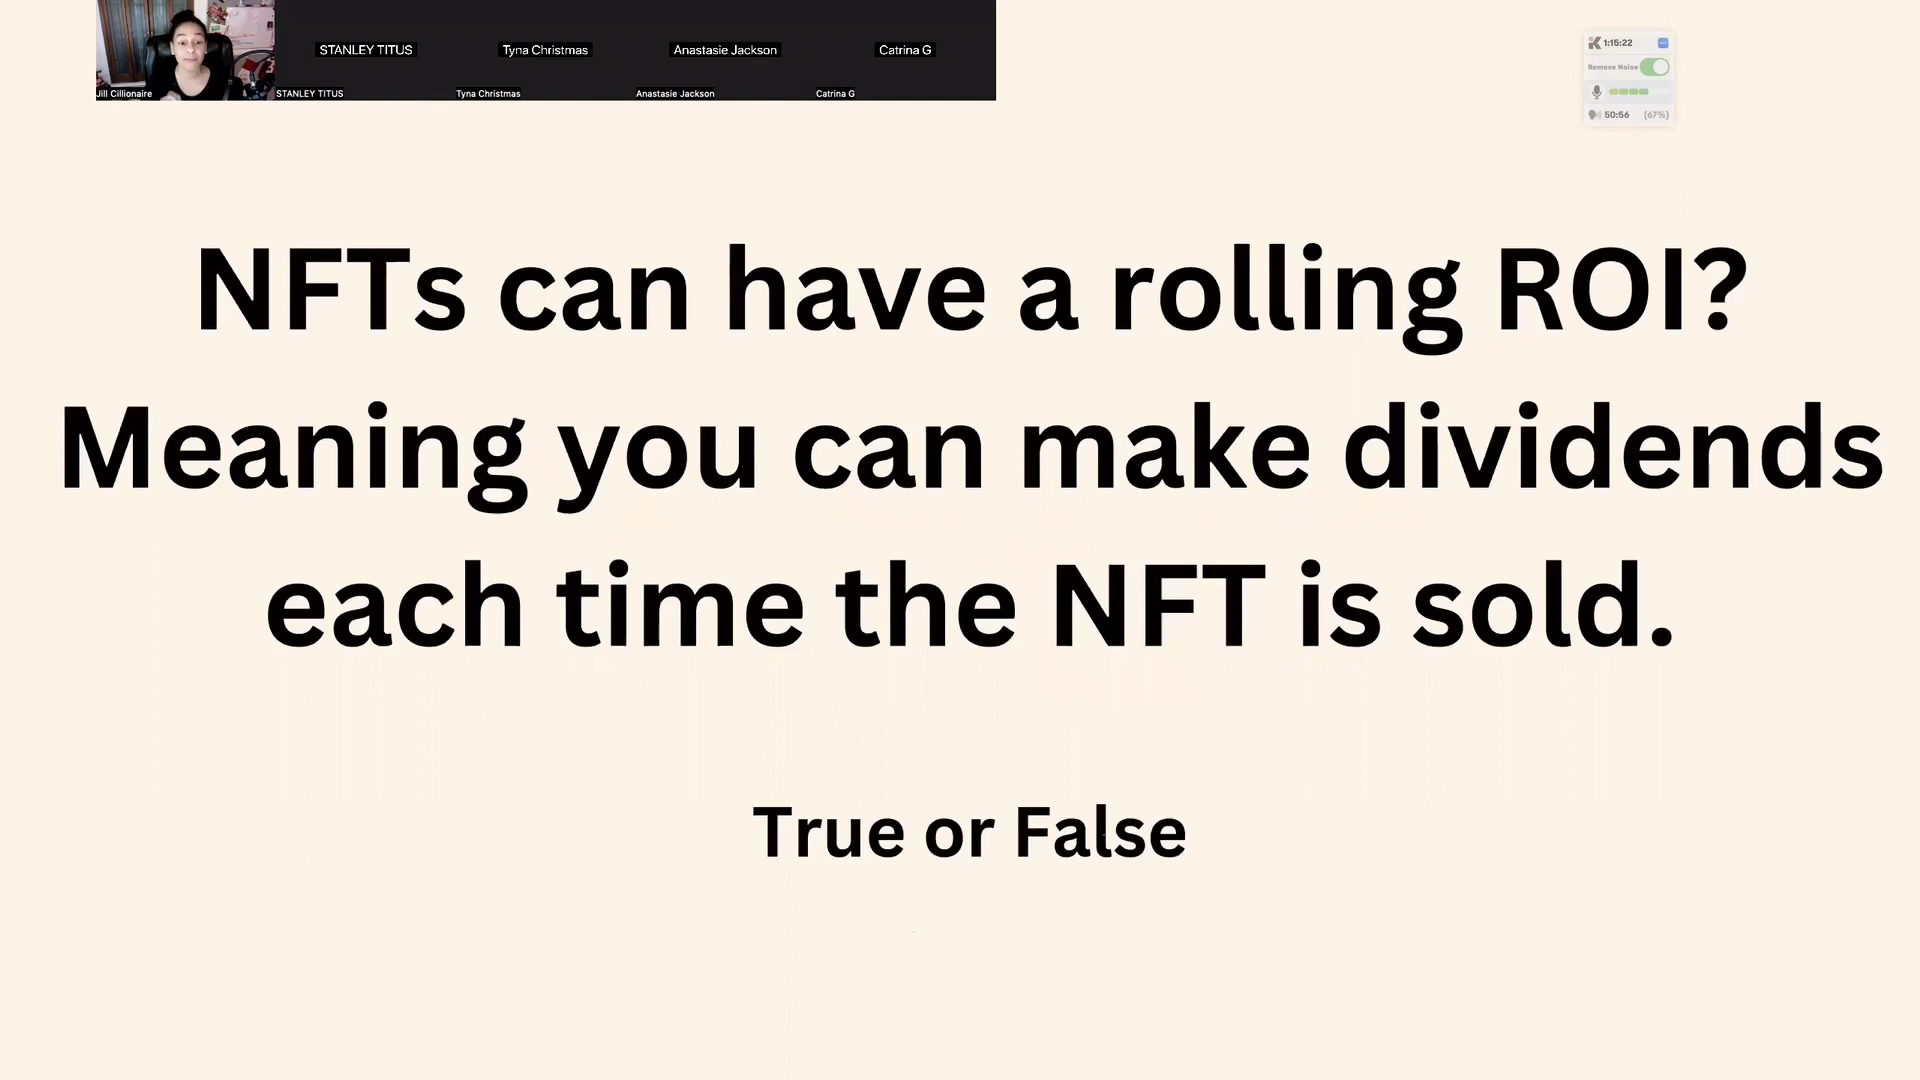 STANLEY TITUS
Tyna Christmas
Anastasie Jackson
Catrina G
Jill Cillionaire
STANLEY TITUS
Tyna Christmas
Anastasie Jackson
Catrina G
1:15:22
Remove Noise
50:56 (67%)
NFTs can have a rolling ROI?
Meaning you can make dividends
each time the NFT is sold.
True or False